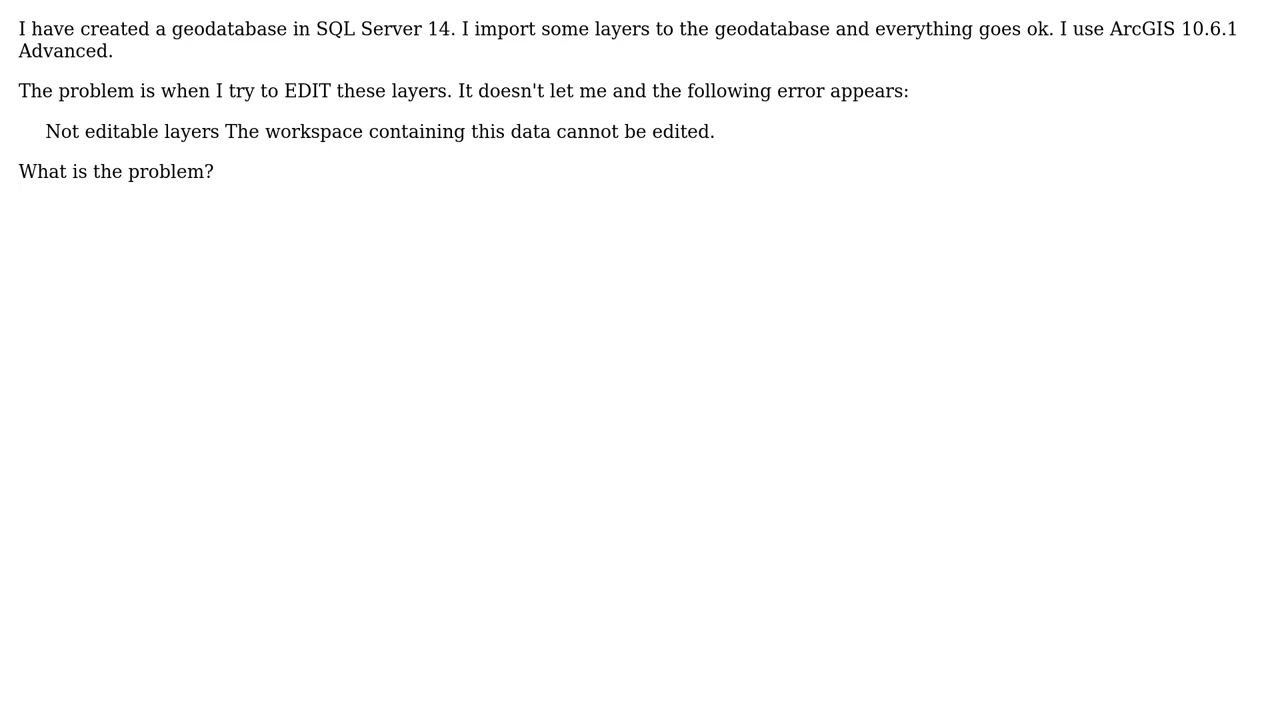 I have created a geodatabase in SQL Server 14. I import some layers to the geodatabase and everything goes ok. I use ArcGIS 10.6.1
Advanced.
The problem is when I try to EDIT these layers. It doesn't let me and the following error appears:
Not editable layers The workspace containing this data cannot be edited.
What is the problem?